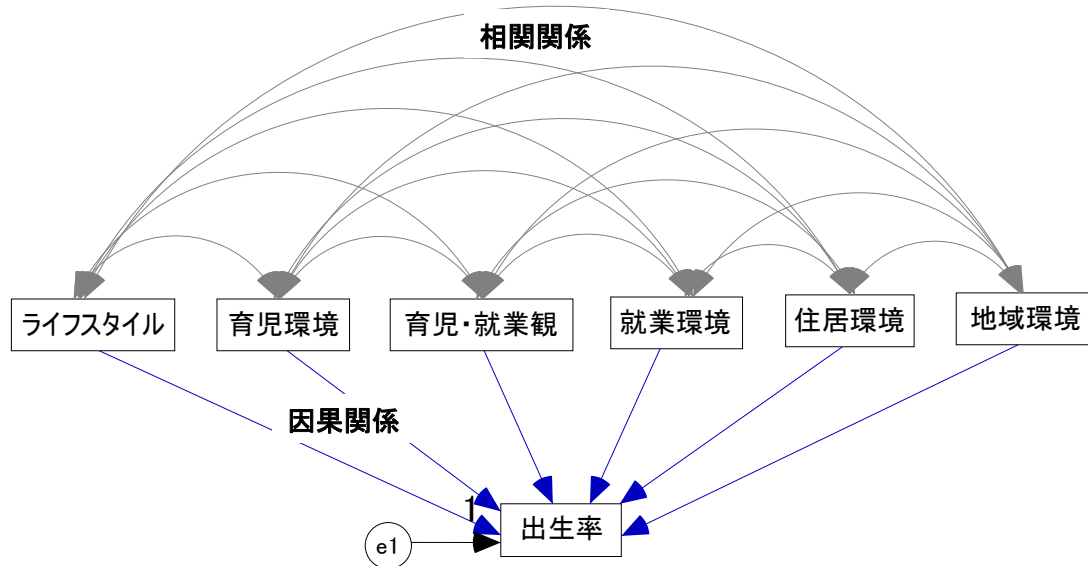 相関関係
ライフスタイル
育児環境
育児・就業観
就業環境
住居環境
地域環境
因果関係
1
出生率
e1